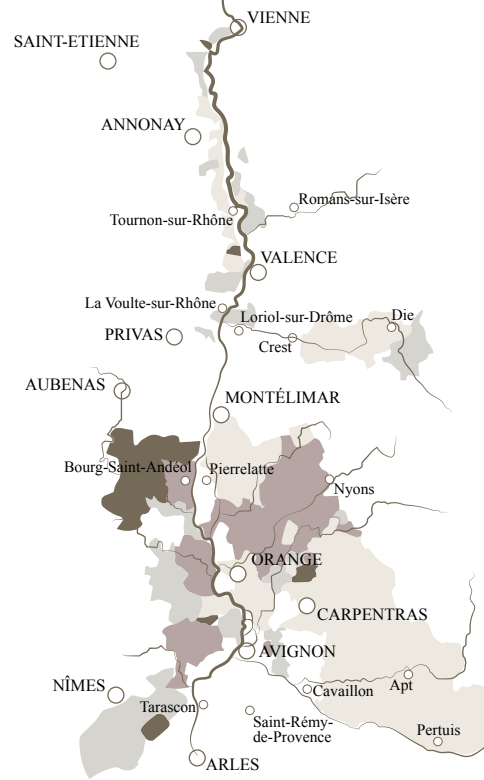 VIENNE
SAINT-ETIENNE
ANNONAY
Romans-sur-Isère
Tournon-sur-Rhône
VALENCE
La Voulte-sur-Rhône
Loriol-sur-Drôme
Die
PRIVAS
Crest
AUBENAS
MONTÉLIMAR
Bourg-Saint-Andéol
Pierrelatte
Nyons
ORANGE
CARPENTRAS
AVIGNON
Apt
NÎMES
Cavaillon
Tarascon
Saint-Rémy-
de-Provence
Pertuis
ARLES